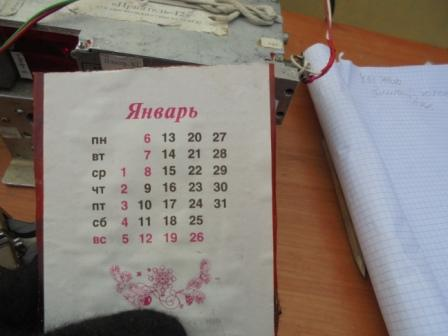 Январь
пн 6 13 20 27
вт 7 14 21 28
ср 1 8 15 22 29
чт 2 9 16 23 30
пт 3 10 17 24 31
сб 4 11 18 25
вс 5 12 19 26